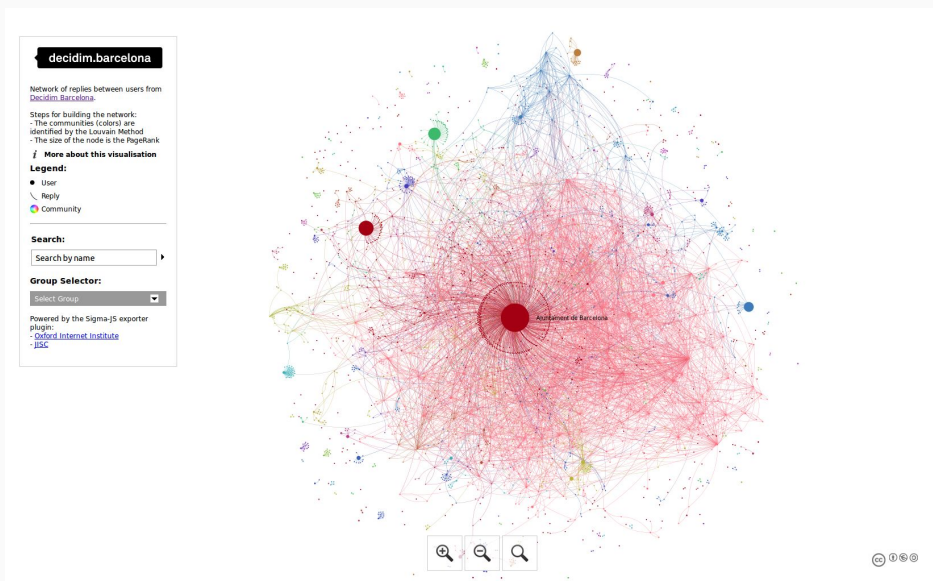 decidim.barcelona
Network of replies between users from
Decidim Barcelona.
Steps for building the network:
- The communities (colors) are
identified by the Louvain Method
- The size of the node is the PageRank
i More about this visualisation
Legend:
User
Reply
Community
Search:
Search by name
Group Selector:
Select Group
Powered by the Sigma-JS exporter
plugin:
- Oxford Internet Institute
- JISC
Ajuntament de Barcelona
cc